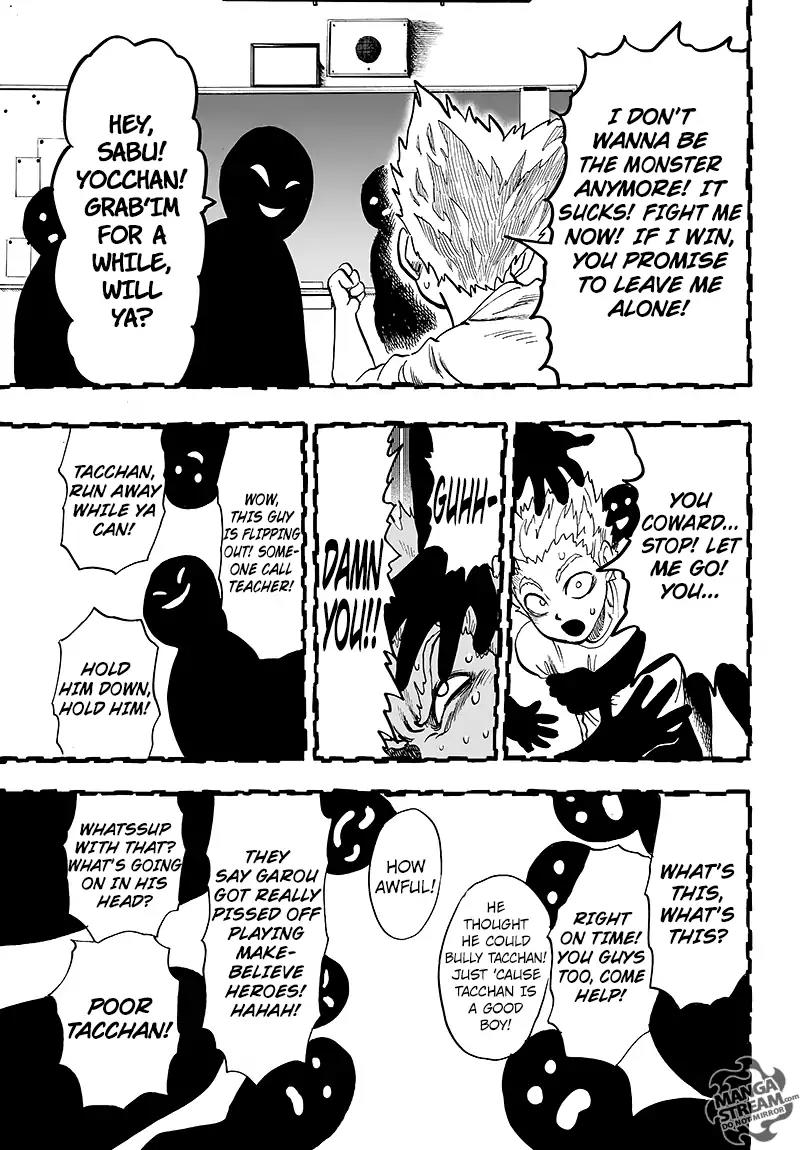 I DON'T
WANNA BE
THE MONSTER
ANYMORE! IT
SUCKS! FIGHT ME
NOW! IF I WIN,
YOU PROMISE
TO LEAVE ME
ALONE!
HEY,
SABU!
YOCCHAN!
GRAB'IM
FOR A
WHILE,
WILL
YA?
YOU
COWARD...
STOP! LET
ME GO!
YOU...
GUHH-
DAMN
YOU!!
WOW,
THIS GUY
IS FLIPPING
OUT! SOME-
ONE CALL
TEACHER!
TACCHAN,
RUN AWAY
WHILE YA
CAN!
HOLD
HIM DOWN,
HOLD HIM!
WHAT'S
THIS,
WHAT'S
THIS?
RIGHT
ON TIME!
YOU GUYS
TOO, COME
HELP!
HE
THOUGHT
HE COULD
BULLY TACCHAN!
JUST 'CAUSE
TACCHAN IS
A GOOD
BOY!
HOW
AWFUL!
THEY
SAY GAROU
GOT REALLY
PISSED OFF
PLAYING
MAKE-
BELIEVE
HEROES!
HAHAH!
WHATSSUP
WITH THAT?
WHAT'S GOING
ON IN HIS
HEAD?
POOR
TACCHAN!
MANGA
STREAM.com
DO NOT MIRROR